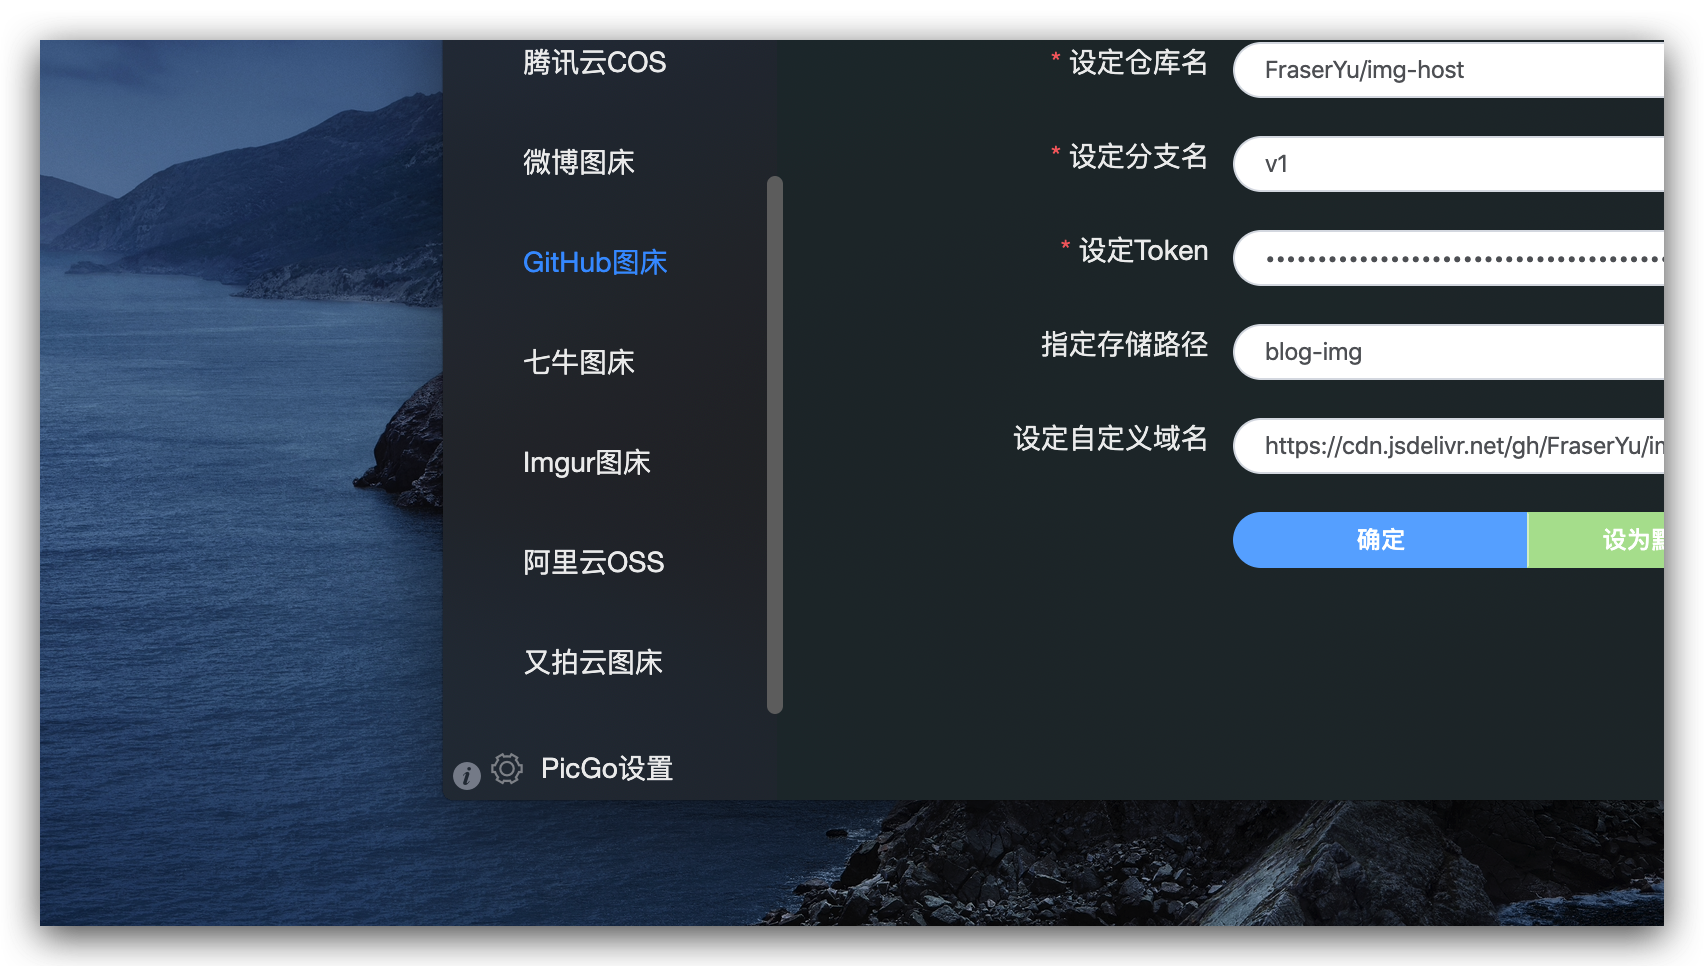 腾讯云COS
微博图床
GitHub图床
七牛图床
Imgur图床
阿里云OSS
又拍云图床
PicGo设置
* 设定仓库名
FraserYu/img-host
* 设定分支名
v1
* 设定Token
指定存储路径
blog-img
设定自定义域名
https://cdn.jsdelivr.net/gh/FraserYu/in
确定
设为默